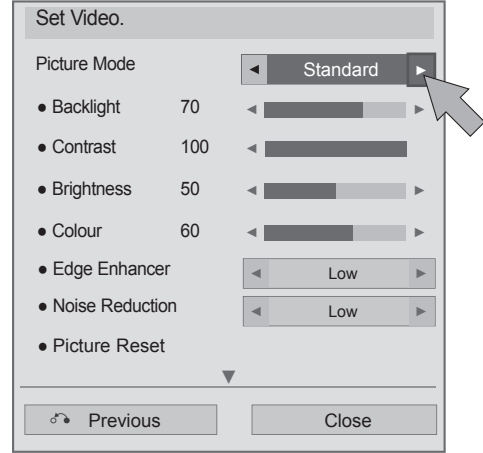 Set Video.
Picture Mode ◄ Standard ►
● Backlight 70 ◄ ►
● Contrast 100 ◄
● Brightness 50 ◄ ►
● Colour 60 ◄ ►
● Edge Enhancer ◄ Low ►
● Noise Reduction ◄ Low ►
● Picture Reset
▼
Previous Close